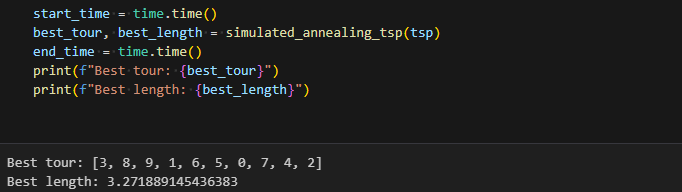 start_time = time.time()
best_tour, best_length = simulated_annealing_tsp(tsp)
end_time = time.time()
print(f"Best tour: {best_tour}")
print(f"Best length: {best_length}")
Best tour: [3, 8, 9, 1, 6, 5, 0, 7, 4, 2]
Best length: 3.271889145436383